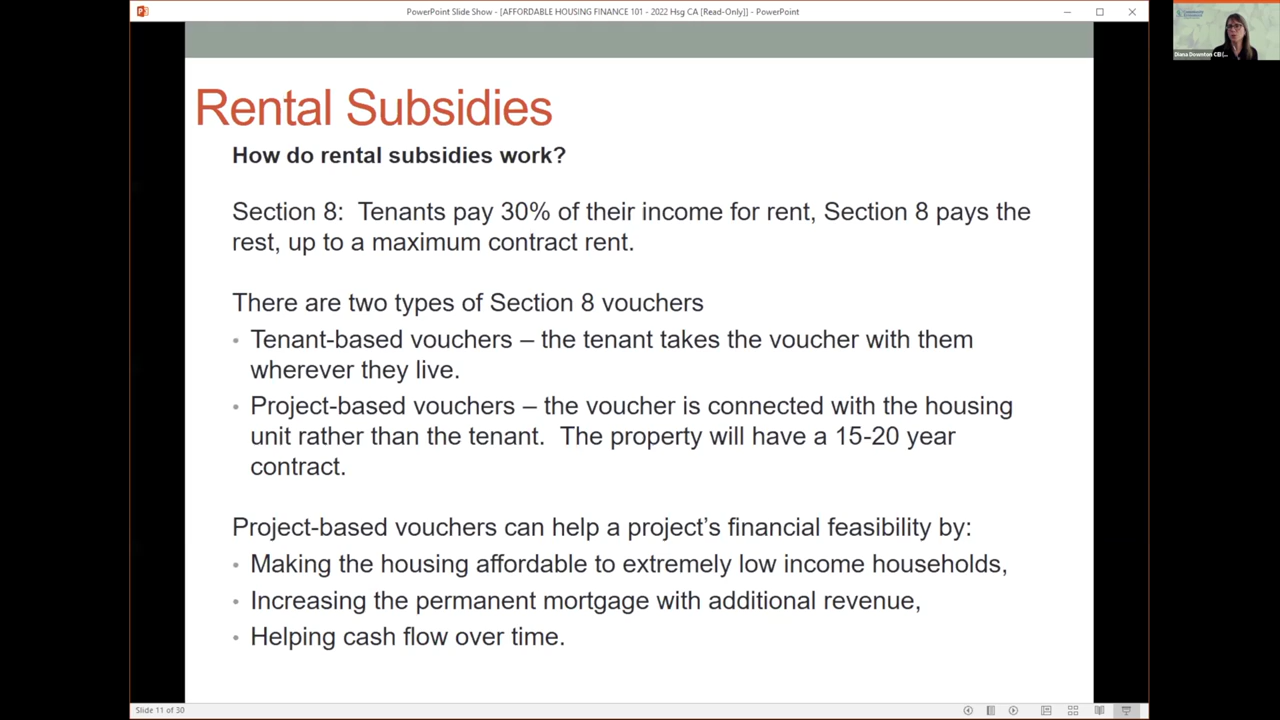 PowerPoint Slide Show - [AFFORDABLE HOUSING FINANCE 101 - 2022 Hsg CA [Read-Only]] - PowerPoint
Diana Downton CEI (...
Rental Subsidies
How do rental subsidies work?
Section 8:  Tenants pay 30% of their income for rent, Section 8 pays the
rest, up to a maximum contract rent.
There are two types of Section 8 vouchers
• Tenant-based vouchers – the tenant takes the voucher with them
wherever they live.
• Project-based vouchers – the voucher is connected with the housing
unit rather than the tenant.  The property will have a 15-20 year
contract.
Project-based vouchers can help a project’s financial feasibility by:
• Making the housing affordable to extremely low income households,
• Increasing the permanent mortgage with additional revenue,
• Helping cash flow over time.
Slide 11 of 30